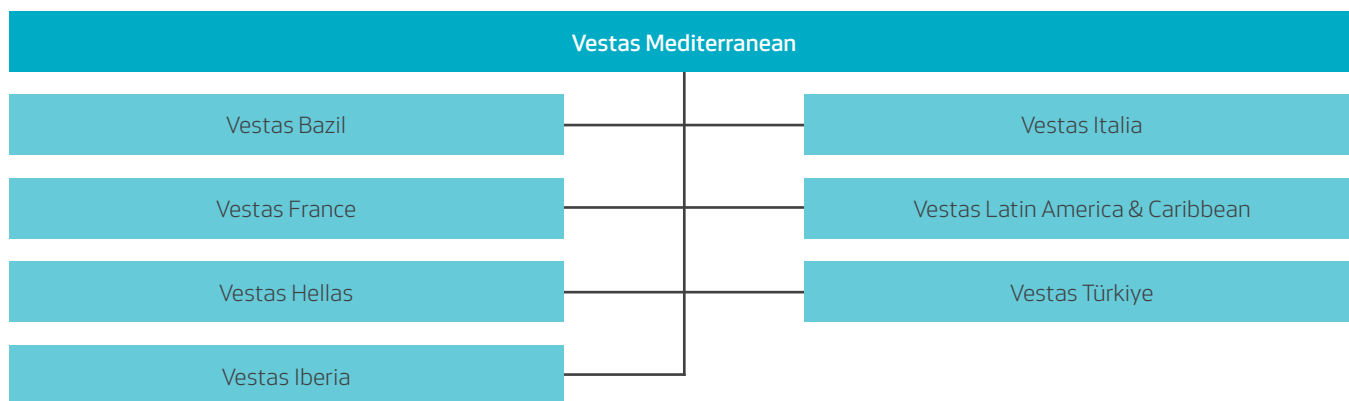 Vestas Mediterranean
Vestas Bazil
Vestas Italia
Vestas France
Vestas Latin America & Caribbean
Vestas Hellas
Vestas Türkiye
Vestas Iberia